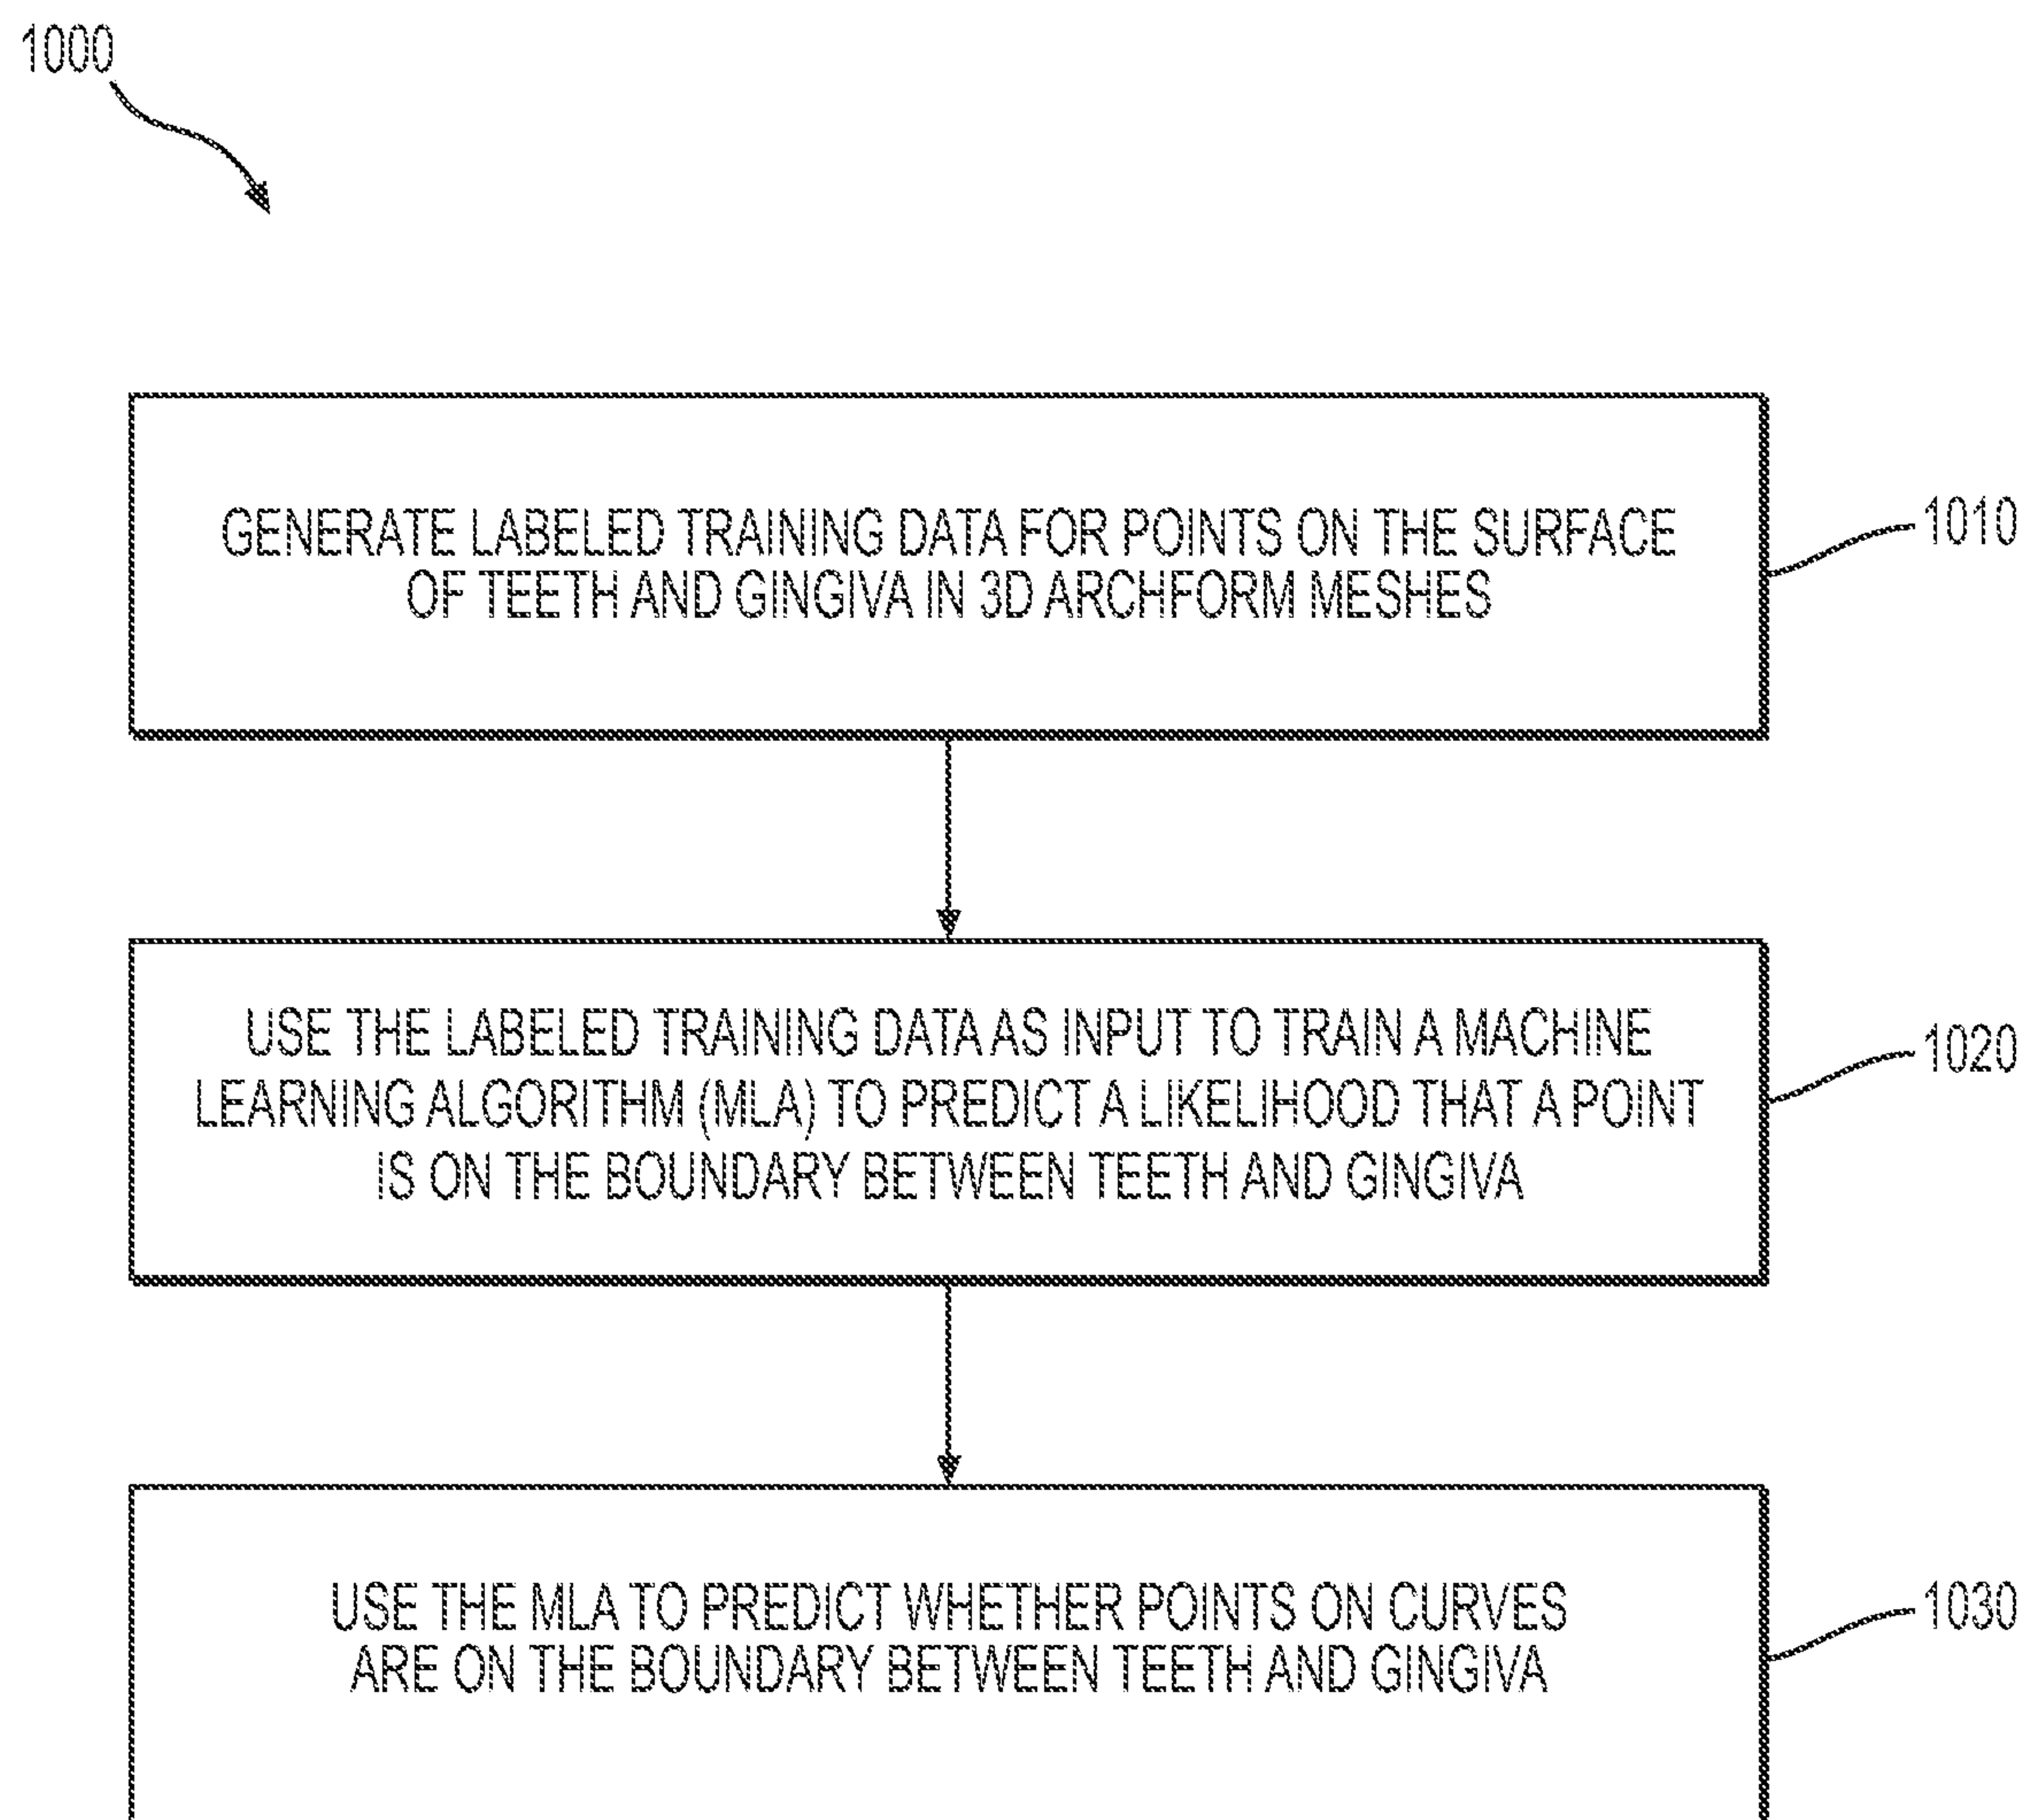 1000
GENERATE LABELED TRAINING DATA FOR POINTS ON THE SURFACE
OF TEETH AND GINGIVA IN 3D ARCHFORM MESHES
1010
USE THE LABELED TRAINING DATA AS INPUT TO TRAIN A MACHINE
LEARNING ALGORITHM (MLA) TO PREDICT A LIKELIHOOD THAT A POINT
IS ON THE BOUNDARY BETWEEN TEETH AND GINGIVA
1020
USE THE MLA TO PREDICT WHETHER POINTS ON CURVES
ARE ON THE BOUNDARY BETWEEN TEETH AND GINGIVA
1030